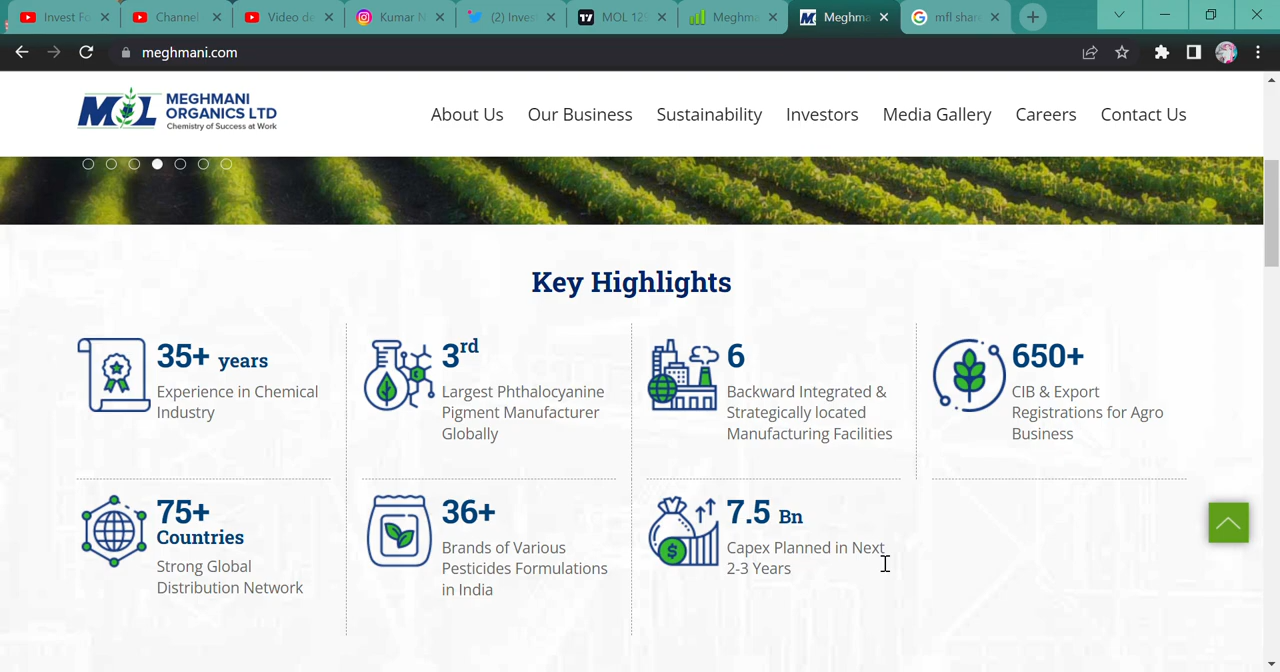 Invest Fo
Channel
Video de
Kumar N
(2) Inves
MOL 125
Meghma
Meghma
mfl shar
meghmani.com
MOL
MEGHMANI
ORGANICS LTD
Chemistry of Success at Work
About Us
Our Business
Sustainability
Investors
Media Gallery
Careers
Contact Us
Key Highlights
35+ years
Experience in Chemical
Industry
3rd
Largest Phthalocyanine
Pigment Manufacturer
Globally
6
Backward Integrated &
Strategically located
Manufacturing Facilities
650+
CIB & Export
Registrations for Agro
Business
75+
Countries
Strong Global
Distribution Network
36+
Brands of Various
Pesticides Formulations
in India
7.5 Bn
Capex Planned in Next
2-3 Years